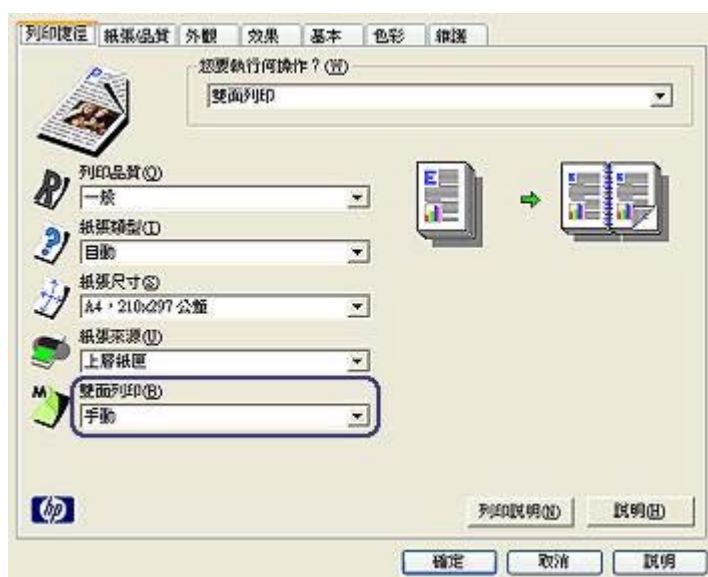 列印捷徑 紙張/品質 外觀 效果 基本 色彩 維護
您要執行何操作？(W)
雙面列印
列印品質(Q)
一般
紙張類型(T)
自動
紙張尺寸(S)
A4，210x297 公釐
紙張來源(U)
上層紙匣
雙面列印(B)
手動
hp
列印說明(N) 說明(H)
確定 取消 說明